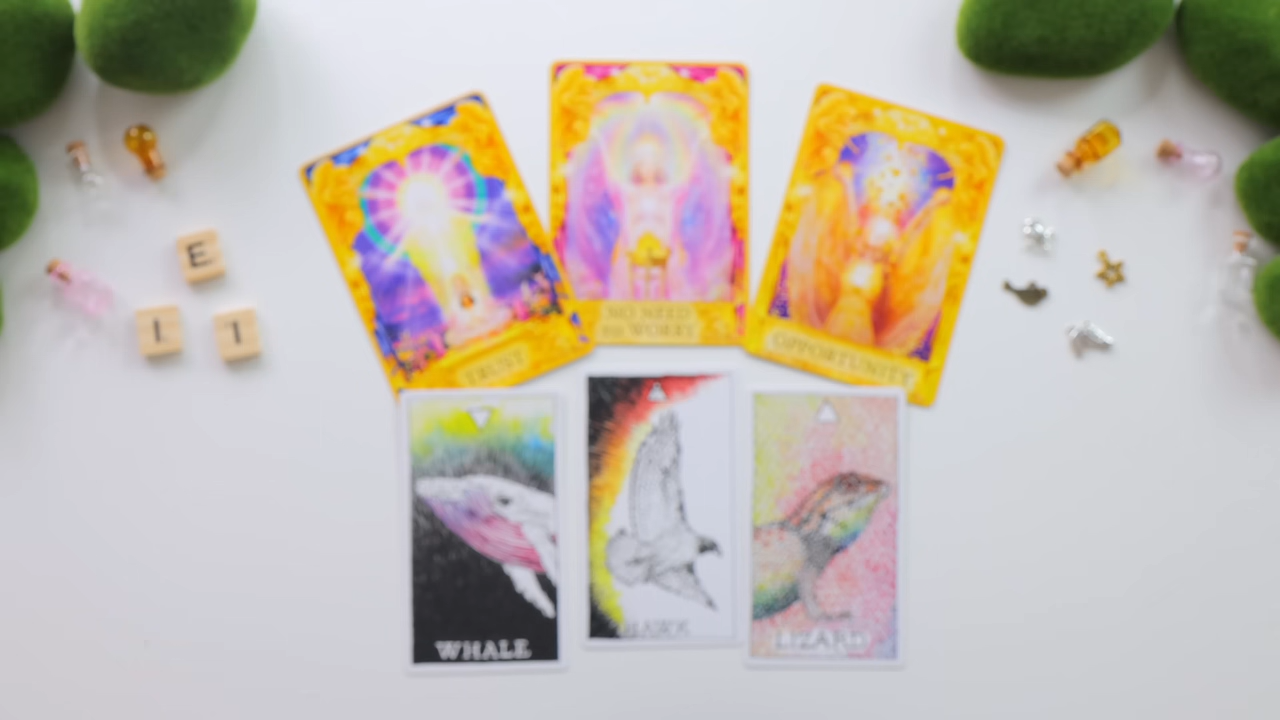 E
I I
TRUST
NO NEED
TO WORRY
OPPORTUNITY
WHALE
HAWK
LIZARD